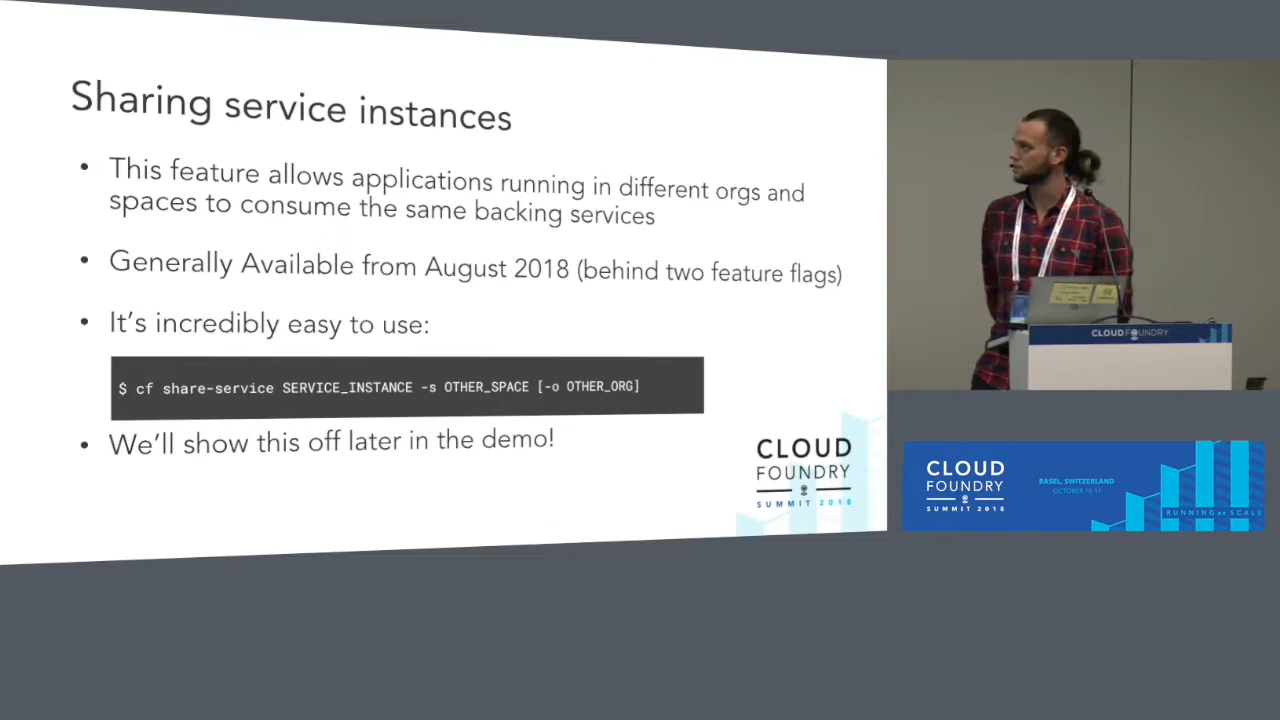 Sharing service instances
• This feature allows applications running in different orgs and
spaces to consume the same backing services
• Generally Available from August 2018 (behind two feature flags)
• It's incredibly easy to use:
$ cf share-service SERVICE_INSTANCE -s OTHER_SPACE [-o OTHER_ORG]
• We'll show this off later in the demo!
CLOUD
FOUNDRY
SUMMIT 2018
CLOUD FOUNDRY
CLOUD
FOUNDRY
SUMMIT 2018
BASEL, SWITZERLAND
OCTOBER 10-11
RUNNING AT SCALE